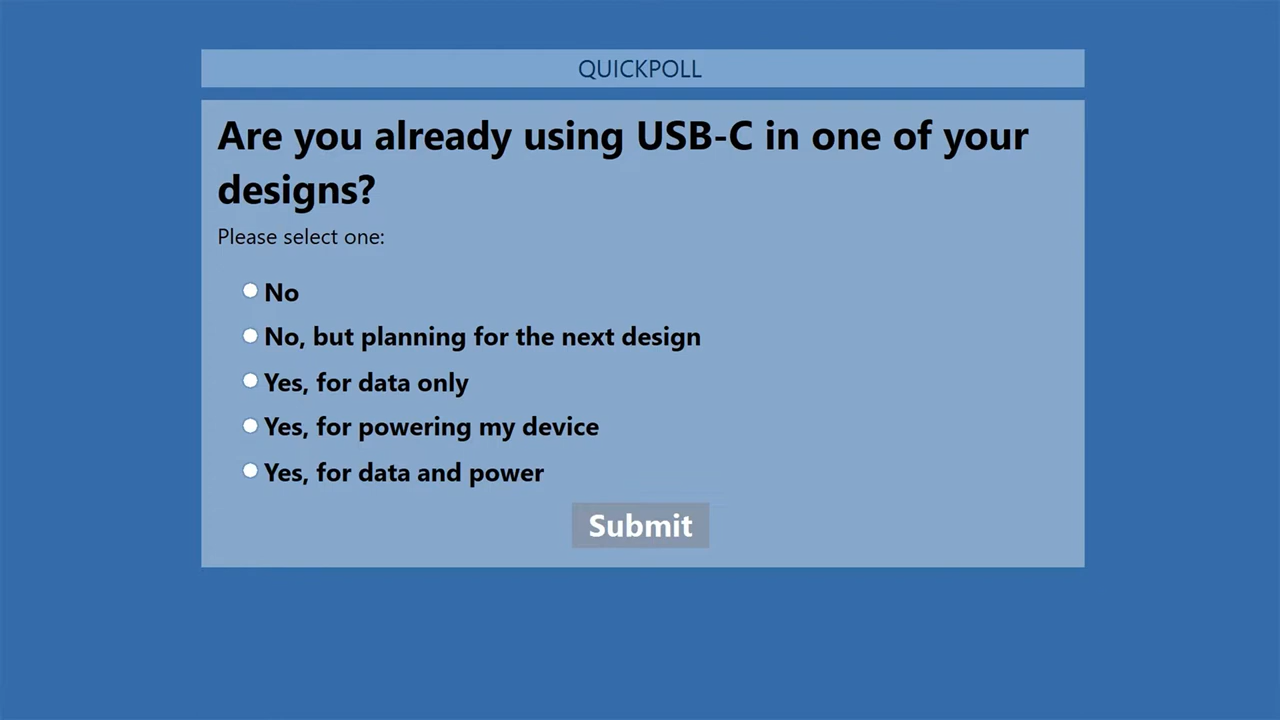 QUICKPOLL
Are you already using USB-C in one of your
designs?
Please select one:
No
No, but planning for the next design
Yes, for data only
Yes, for powering my device
Yes, for data and power
Submit